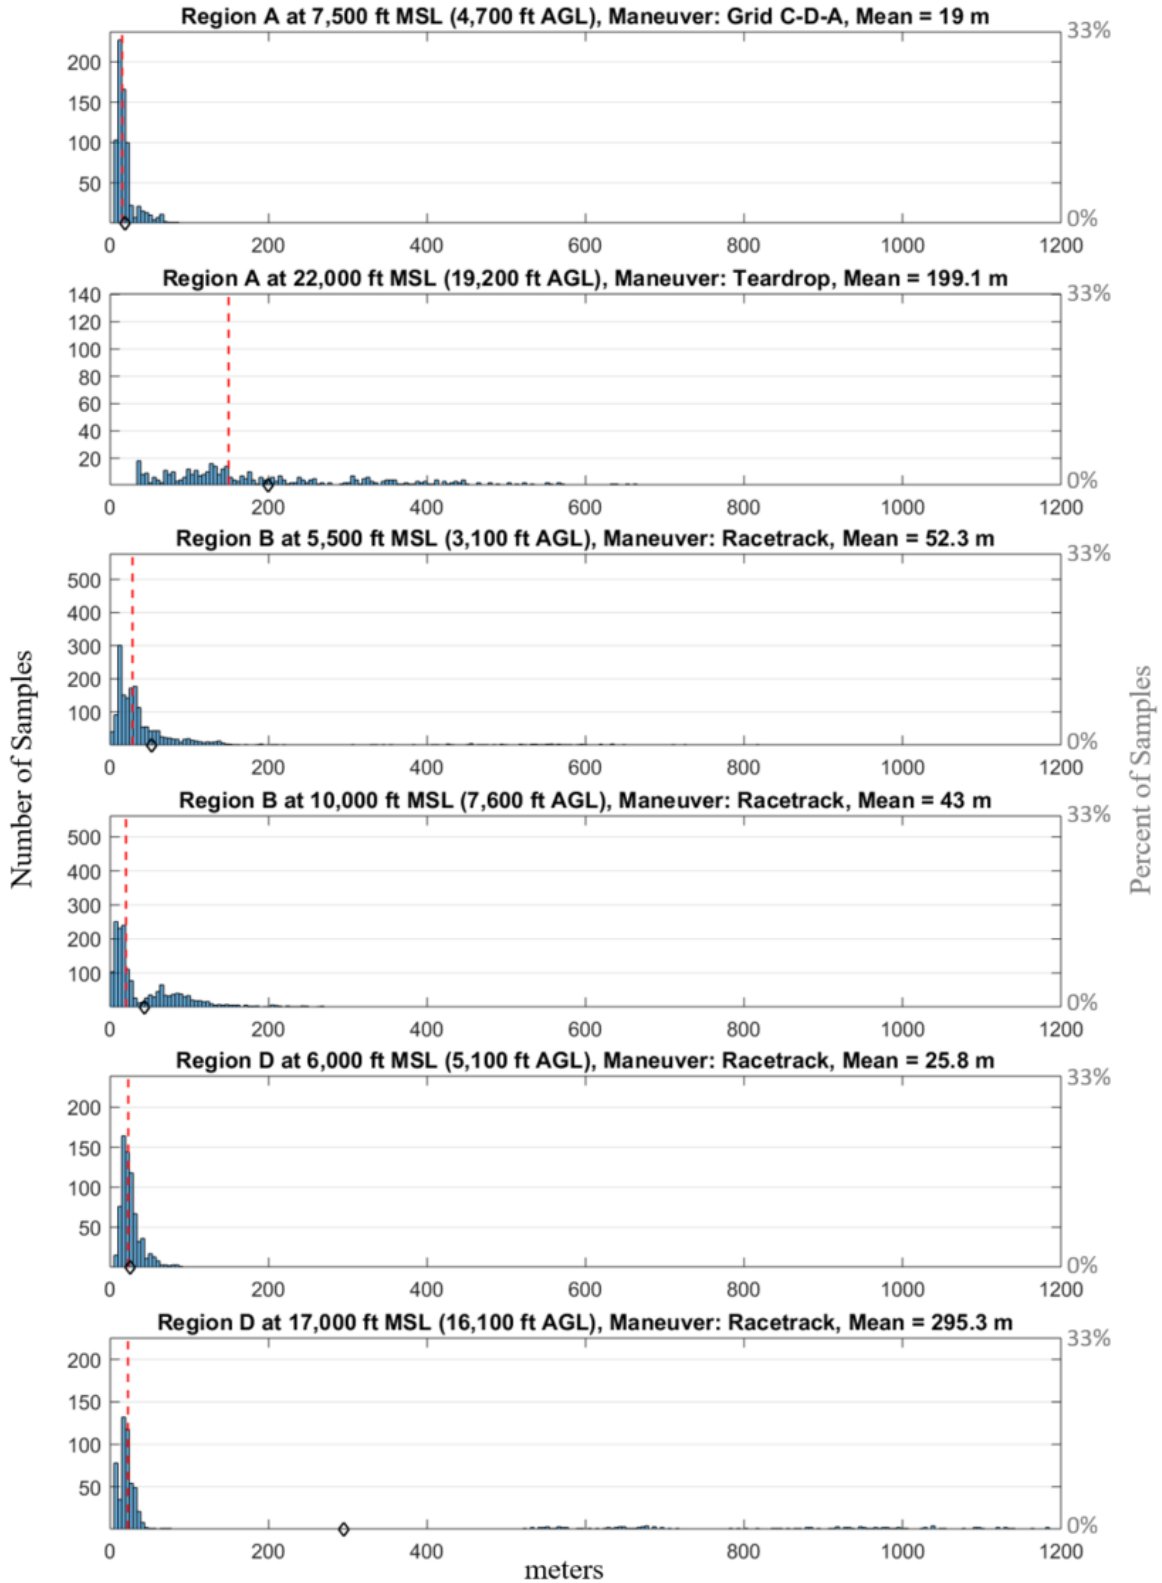 Region A at 7,500 ft MSL (4,700 ft AGL), Maneuver: Grid C-D-A, Mean = 19 m
33%
200
150
100
50
0%
0 200 400 600 800 1000 1200
Region A at 22,000 ft MSL (19,200 ft AGL), Maneuver: Teardrop, Mean = 199.1 m
140 33%
120
100
80
60
40
20
0%
0 200 400 600 800 1000 1200
Region B at 5,500 ft MSL (3,100 ft AGL), Maneuver: Racetrack, Mean = 52.3 m
33%
500
400
300
200
100
0%
0 200 400 600 800 1000 1200
Number of Samples
Percent of Samples
Region B at 10,000 ft MSL (7,600 ft AGL), Maneuver: Racetrack, Mean = 43 m
33%
500
400
300
200
100
0%
0 200 400 600 800 1000 1200
Region D at 6,000 ft MSL (5,100 ft AGL), Maneuver: Racetrack, Mean = 25.8 m
33%
200
150
100
50
0%
0 200 400 600 800 1000 1200
Region D at 17,000 ft MSL (16,100 ft AGL), Maneuver: Racetrack, Mean = 295.3 m
33%
200
150
100
50
0%
0 200 400 600 800 1000 1200
meters